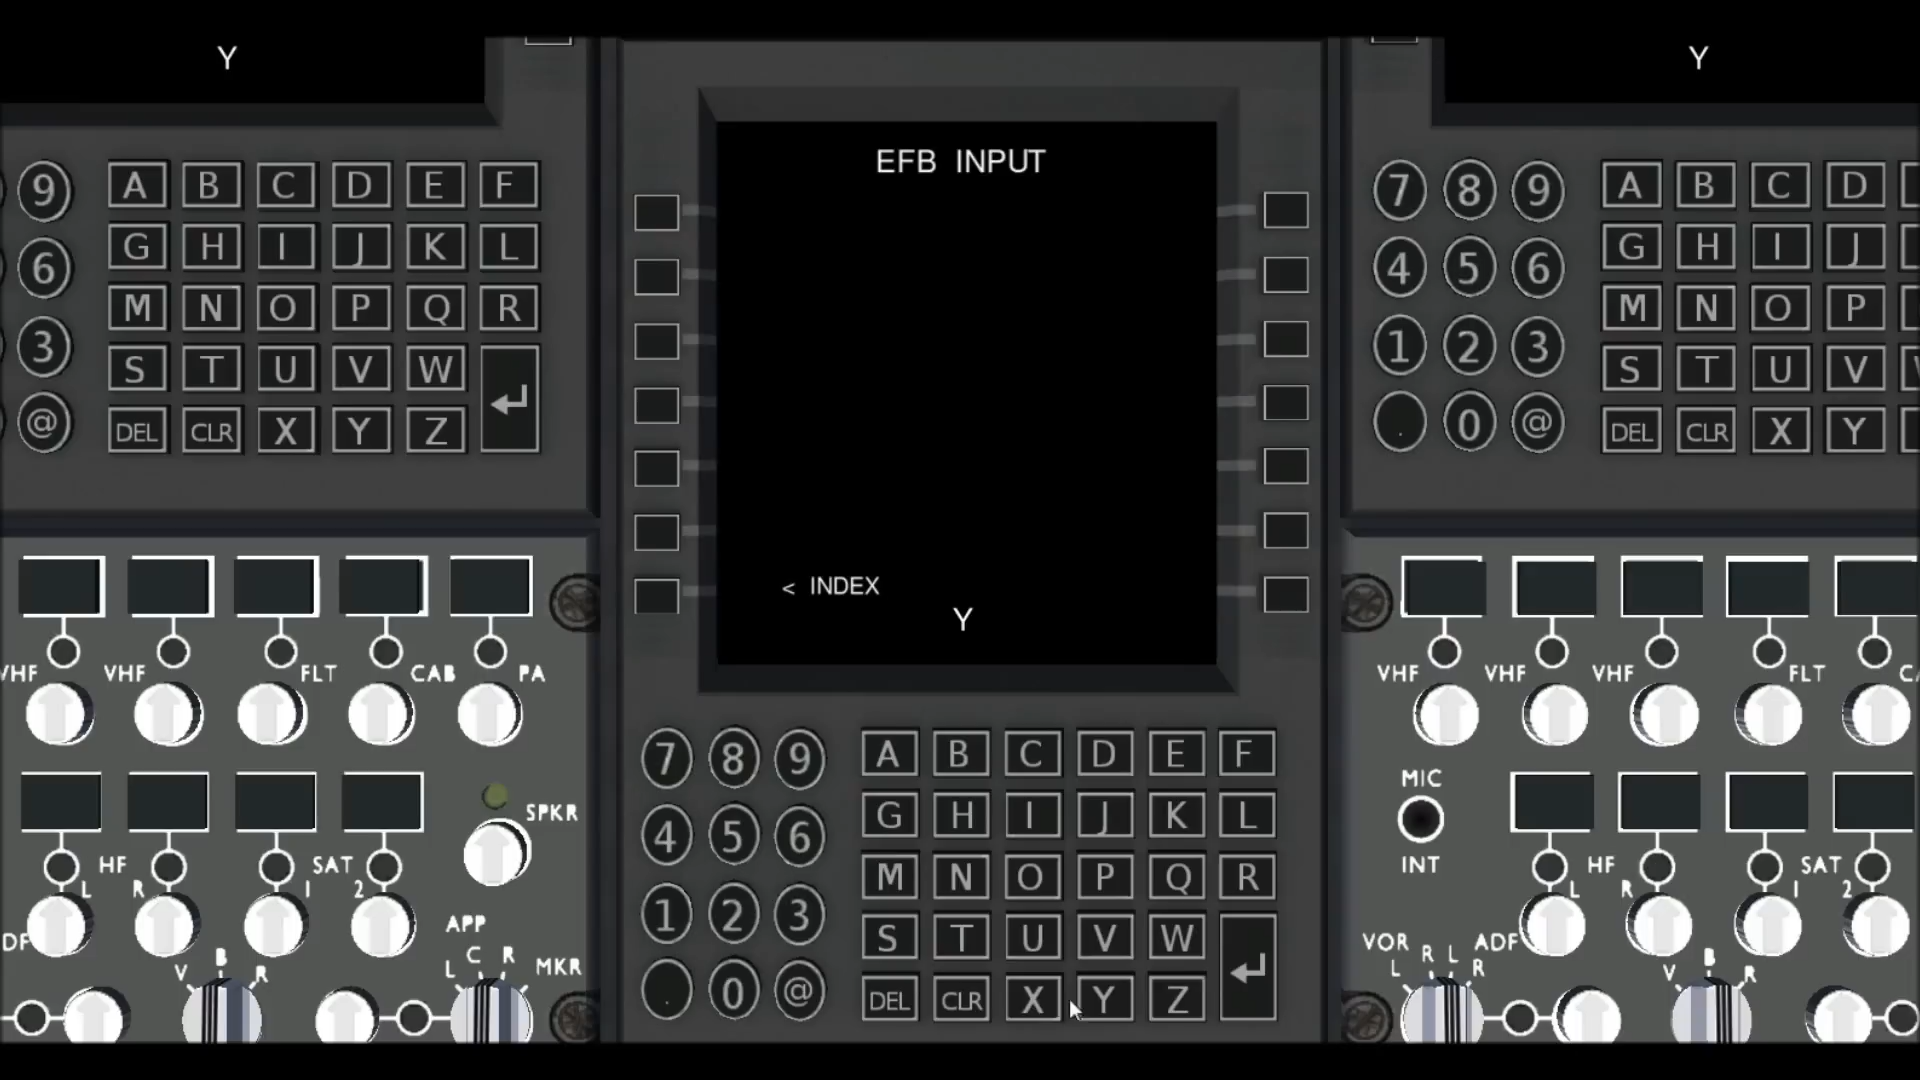 Y
9 A B C D E F
6 G H I J K L
3 M N O P Q R
@ S T U V W
DEL CLR X Y Z
VHF VHF FLT CAB PA
HF SAT SPKR
L R 1 2
DF APP
V B R L C R MKR
EFB INPUT
< INDEX
Y
7 8 9 A B C D E F
4 5 6 G H I J K L
1 2 3 M N O P Q R
. 0 @ S T U V W
DEL CLR X Y Z
Y
7 8 9 A B C D
4 5 6 G H I J
1 2 3 M N O P
. 0 @ S T U V
DEL CLR X Y
VHF VHF VHF FLT
MIC
INT HF SAT
L R 1 2
VOR ADF
L R L R V B R